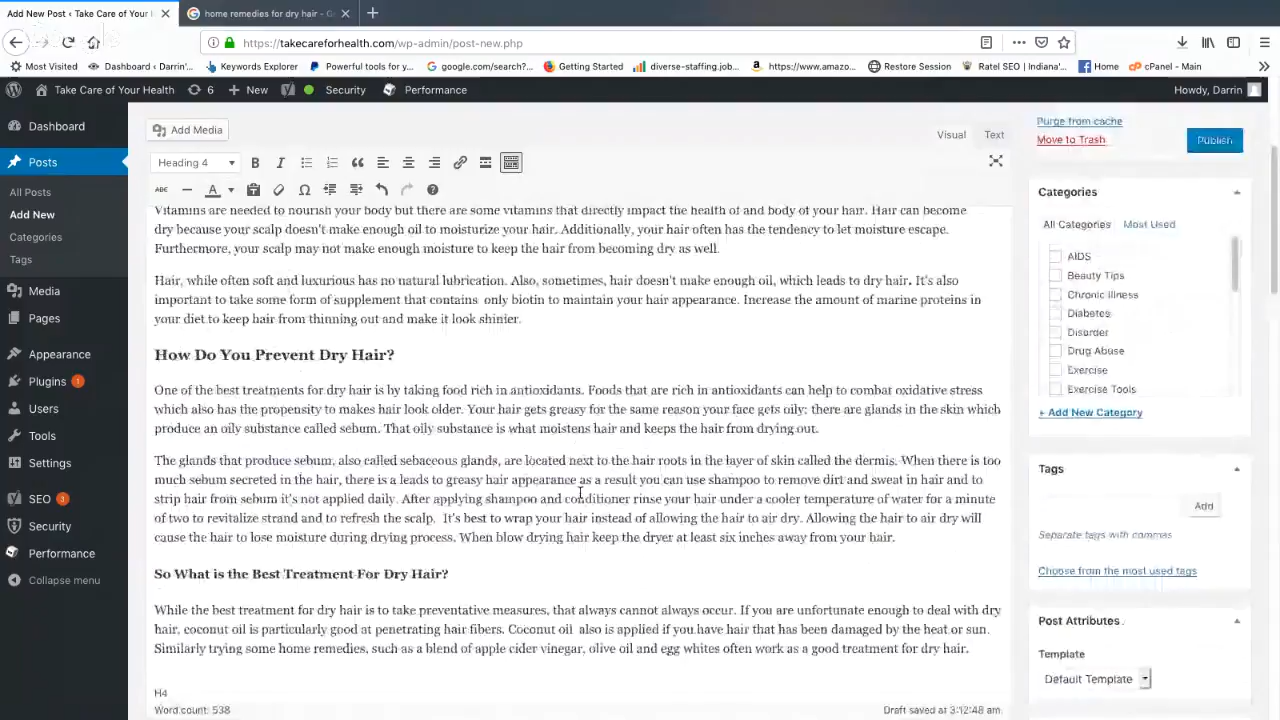 Add New Post ‹ Take Care of Your
home remedies for dry hair - G
https://takecareforhealth.com/wp-admin/post-new.php
Most Visited Dashboard ‹ Darrin'... Keywords Explorer Powerful tools for y... google.com/search?... Getting Started diverse-staffing.job... https://www.amazo... Restore Session Ratel SEO | Indiana'... Home cPanel - Main
Take Care of Your Health 6 New Security Performance Howdy, Darrin
Dashboard
Posts
All Posts
Add New
Categories
Tags
Media
Pages
Appearance
Plugins 1
Users
Tools
Settings
SEO 3
Security
Performance
Collapse menu
Add Media
Visual Text
Heading 4
ABC
Vitamins are needed to nourish your body but there are some vitamins that directly impact the health of and body of your hair. Hair can become
dry because your scalp doesn't make enough oil to moisturize your hair. Additionally, your hair often has the tendency to let moisture escape.
Furthermore, your scalp may not make enough moisture to keep the hair from becoming dry as well.
Hair, while often soft and luxurious has no natural lubrication. Also, sometimes, hair doesn't make enough oil, which leads to dry hair. It's also
important to take some form of supplement that contains only biotin to maintain your hair appearance. Increase the amount of marine proteins in
your diet to keep hair from thinning out and make it look shinier.
How Do You Prevent Dry Hair?
One of the best treatments for dry hair is by taking food rich in antioxidants. Foods that are rich in antioxidants can help to combat oxidative stress
which also has the propensity to makes hair look older. Your hair gets greasy for the same reason your face gets oily: there are glands in the skin which
produce an oily substance called sebum. That oily substance is what moistens hair and keeps the hair from drying out.
The glands that produce sebum, also called sebaceous glands, are located next to the hair roots in the layer of skin called the dermis. When there is too
much sebum secreted in the hair, there is a leads to greasy hair appearance as a result you can use shampoo to remove dirt and sweat in hair and to
strip hair from sebum it's not applied daily. After applying shampoo and conditioner rinse your hair under a cooler temperature of water for a minute
of two to revitalize strand and to refresh the scalp. It's best to wrap your hair instead of allowing the hair to air dry. Allowing the hair to air dry will
cause the hair to lose moisture during drying process. When blow drying hair keep the dryer at least six inches away from your hair.
So What is the Best Treatment For Dry Hair?
While the best treatment for dry hair is to take preventative measures, that always cannot always occur. If you are unfortunate enough to deal with dry
hair, coconut oil is particularly good at penetrating hair fibers. Coconut oil also is applied if you have hair that has been damaged by the heat or sun.
Similarly trying some home remedies, such as a blend of apple cider vinegar, olive oil and egg whites often work as a good treatment for dry hair.
H4
Word count: 538
Draft saved at 3:12:48 am.
Purge from cache
Move to Trash
Publish
Categories
All Categories Most Used
AIDS
Beauty Tips
Chronic Illness
Diabetes
Disorder
Drug Abuse
Exercise
Exercise Tools
+ Add New Category
Tags
Add
Separate tags with commas
Choose from the most used tags
Post Attributes
Template
Default Template